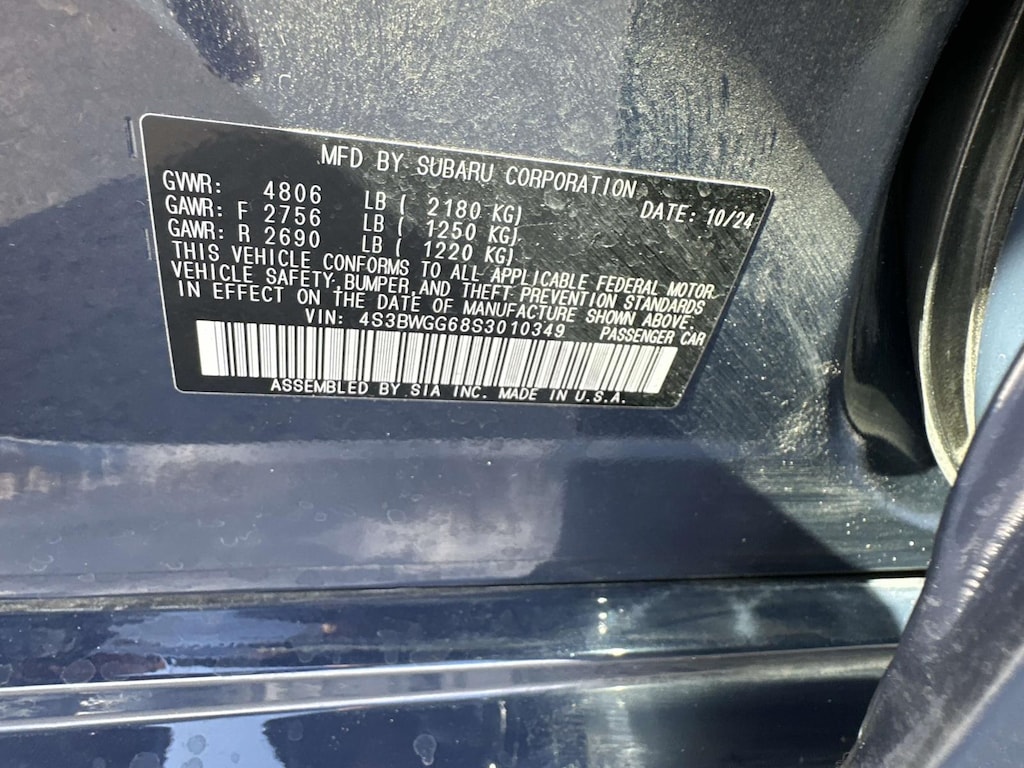 MFD BY SUBARU CORPORATION
GVWR: 4806 LB ( 2180 KG) DATE: 10/24
GAWR: F 2756 LB ( 1250 KG)
GAWR: R 2690 LB ( 1220 KG)
THIS VEHICLE CONFORMS TO ALL APPLICABLE FEDERAL MOTOR
VEHICLE SAFETY, BUMPER, AND THEFT PREVENTION STANDARDS
IN EFFECT ON THE DATE OF MANUFACTURE SHOWN ABOVE.
VIN: 4S3BWGG68S3010349 PASSENGER CAR
ASSEMBLED BY SIA INC. MADE IN U.S.A.